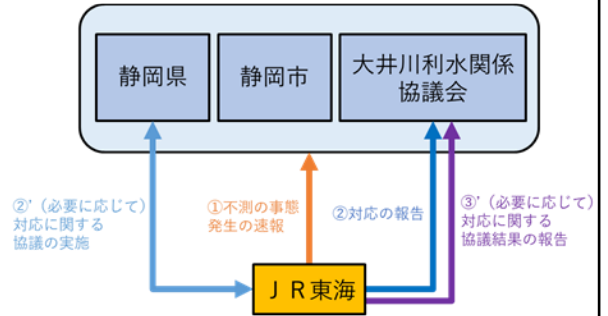 静岡県
静岡市
大井川利水関係
協議会
②’（必要に応じて）
対応に関する
協議の実施
①不測の事態
発生の速報
②対応の報告
③’（必要に応じて）
対応に関する
協議結果の報告
ＪＲ東海